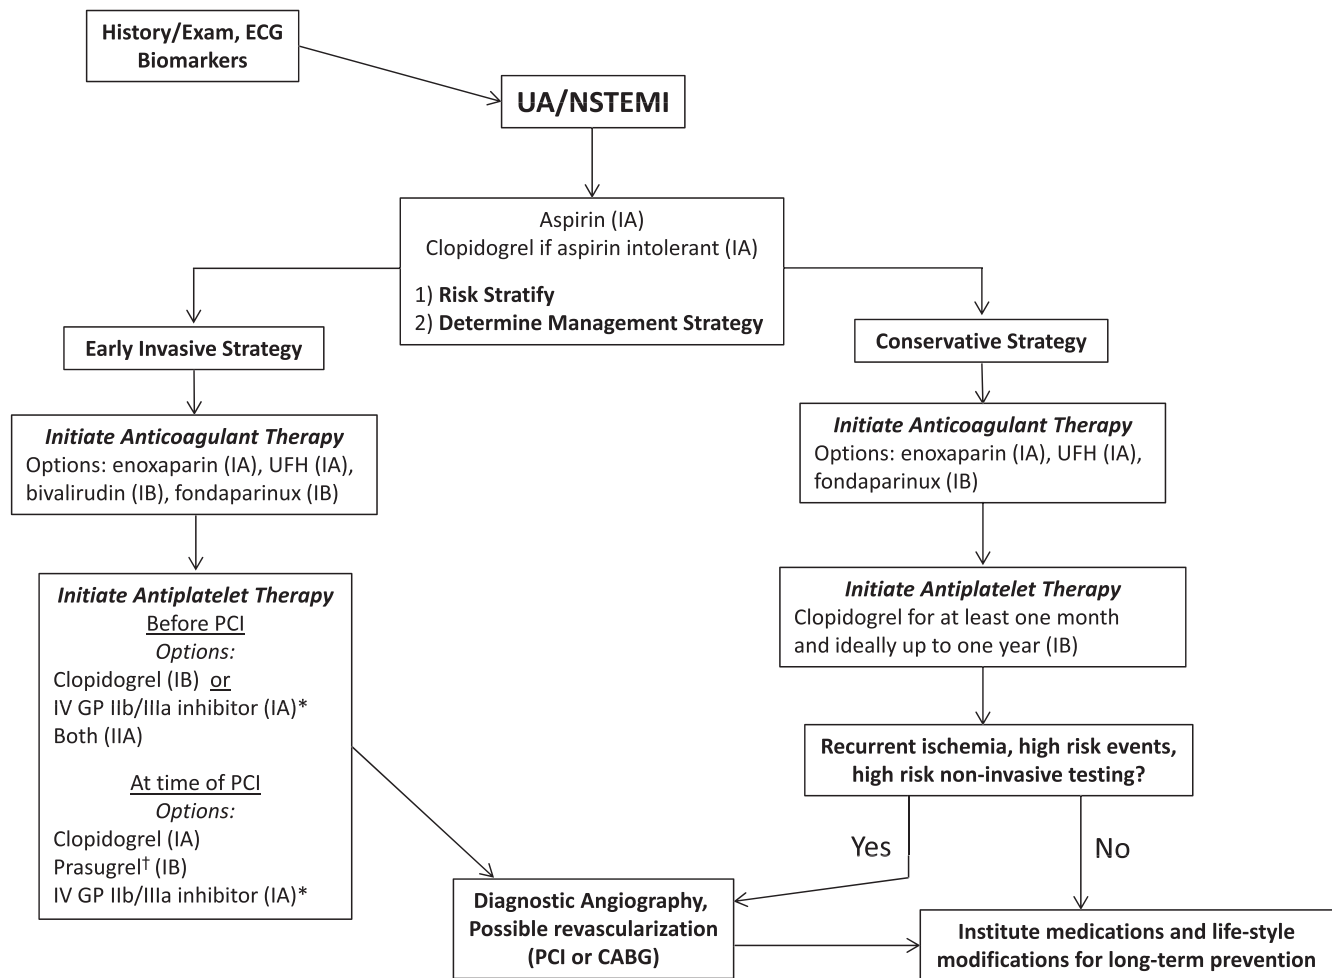 History/Exam, ECG
Biomarkers
UA/NSTEMI
Aspirin (IA)
Clopidogrel if aspirin intolerant (IA)
1) Risk Stratify
2) Determine Management Strategy
Early Invasive Strategy
Initiate Anticoagulant Therapy
Options: enoxaparin (IA), UFH (IA),
bivalirudin (IB), fondaparinux (IB)
Initiate Antiplatelet Therapy
Before PCI
Options:
Clopidogrel (IB) or
IV GP IIb/IIIa inhibitor (IA)*
Both (IIA)
At time of PCI
Options:
Clopidogrel (IA)
Prasugrel† (IB)
IV GP IIb/IIIa inhibitor (IA)*
Conservative Strategy
Initiate Anticoagulant Therapy
Options: enoxaparin (IA), UFH (IA),
fondaparinux (IB)
Initiate Antiplatelet Therapy
Clopidogrel for at least one month
and ideally up to one year (IB)
Recurrent ischemia, high risk events,
high risk non-invasive testing?
Yes
No
Diagnostic Angiography,
Possible revascularization
(PCI or CABG)
Institute medications and life-style
modifications for long-term prevention